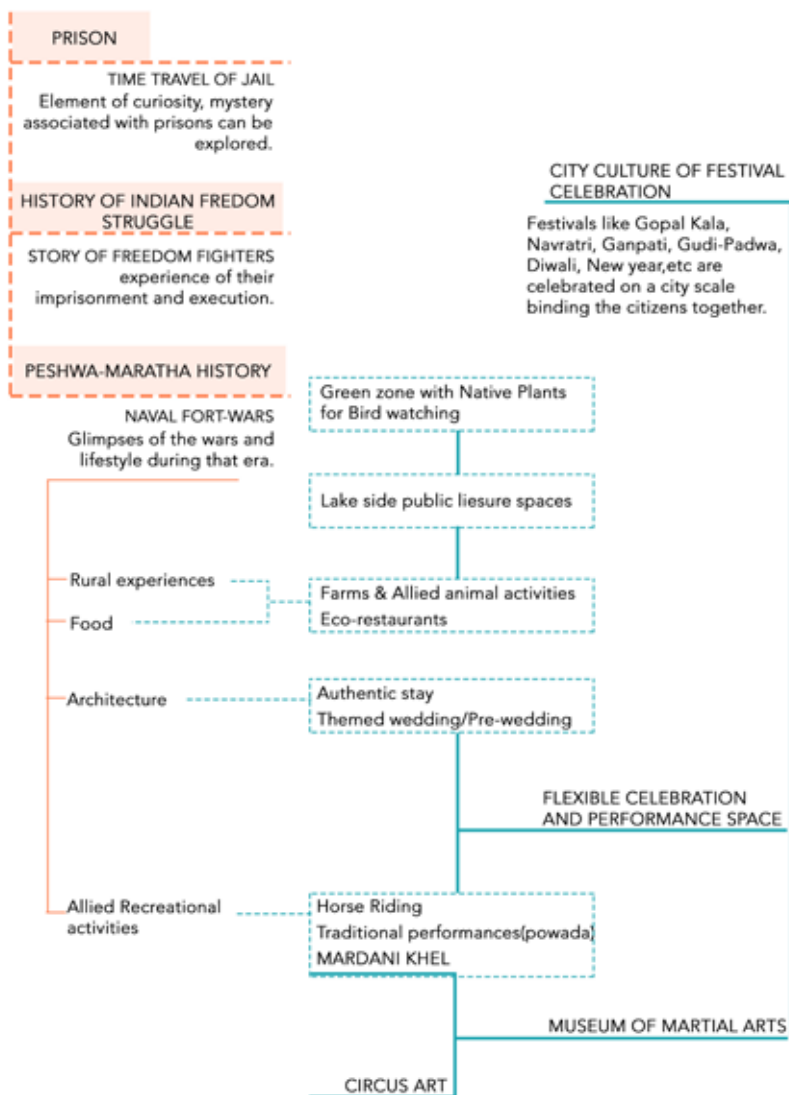 PRISON
TIME TRAVEL OF JAIL
Element of curiosity, mystery
associated with prisons can be
explored.
HISTORY OF INDIAN FREDOM
STRUGGLE
STORY OF FREEDOM FIGHTERS
experience of their
imprisonment and execution.
PESHWA-MARATHA HISTORY
NAVAL FORT-WARS
Glimpses of the wars and
lifestyle during that era.
CITY CULTURE OF FESTIVAL
CELEBRATION
Festivals like Gopal Kala,
Navratri, Ganpati, Gudi-Padwa,
Diwali, New year,etc are
celebrated on a city scale
binding the citizens together.
Green zone with Native Plants
for Bird watching
Lake side public liesure spaces
Rural experiences
Food
Farms & Allied animal activities
Eco-restaurants
Architecture
Authentic stay
Themed wedding/Pre-wedding
FLEXIBLE CELEBRATION
AND PERFORMANCE SPACE
Allied Recreational
activities
Horse Riding
Traditional performances(powada)
MARDANI KHEL
MUSEUM OF MARTIAL ARTS
CIRCUS ART